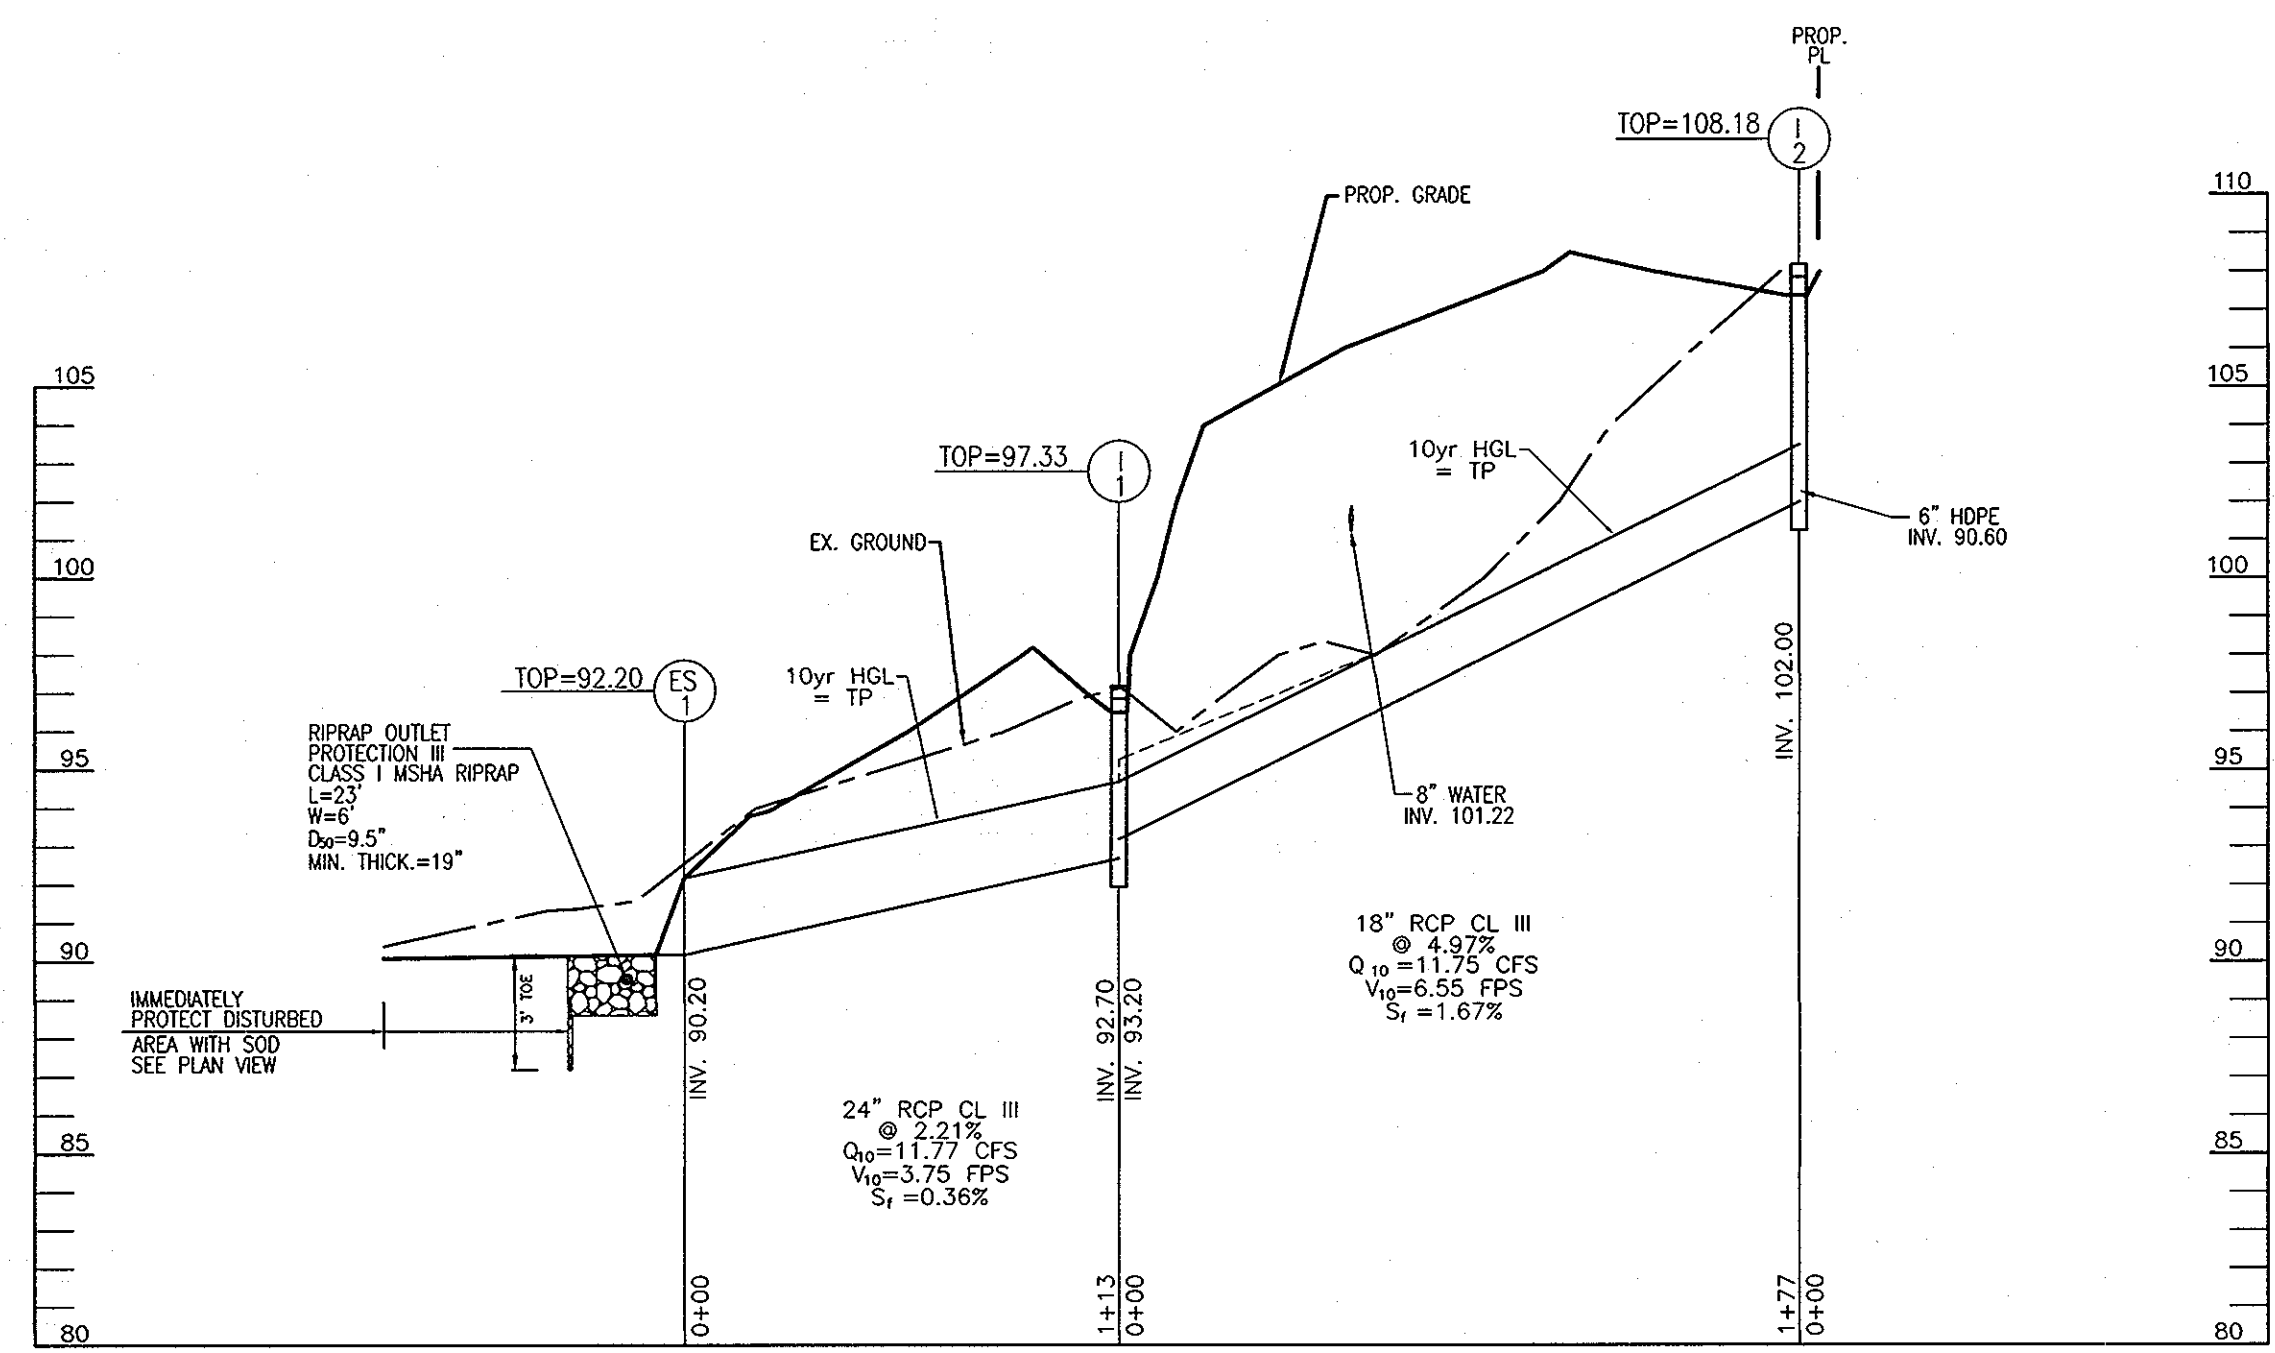 PROP.
PL
TOP=108.18
I
2
110
PROP. GRADE
105
105
TOP=97.33
I
1
10yr HGL
= TP
6" HDPE
INV. 90.60
EX. GROUND
100
100
INV. 102.00
TOP=92.20
ES
1
10yr HGL
= TP
RIPRAP OUTLET
PROTECTION III
CLASS I MSHA RIPRAP
L=23'
W=6'
D50=9.5"
MIN. THICK.=19"
95
95
8" WATER
INV. 101.22
18" RCP CL III
@ 4.97%
Q10=11.75 CFS
V10=6.55 FPS
Sf=1.67%
90
90
3' TOE
IMMEDIATELY
PROTECT DISTURBED
AREA WITH SOD
SEE PLAN VIEW
INV. 90.20
INV. 92.70
INV. 93.20
24" RCP CL III
@ 2.21%
Q10=11.77 CFS
V10=3.75 FPS
Sf=0.36%
85
85
0+00
1+13
0+00
1+77
0+00
80
80